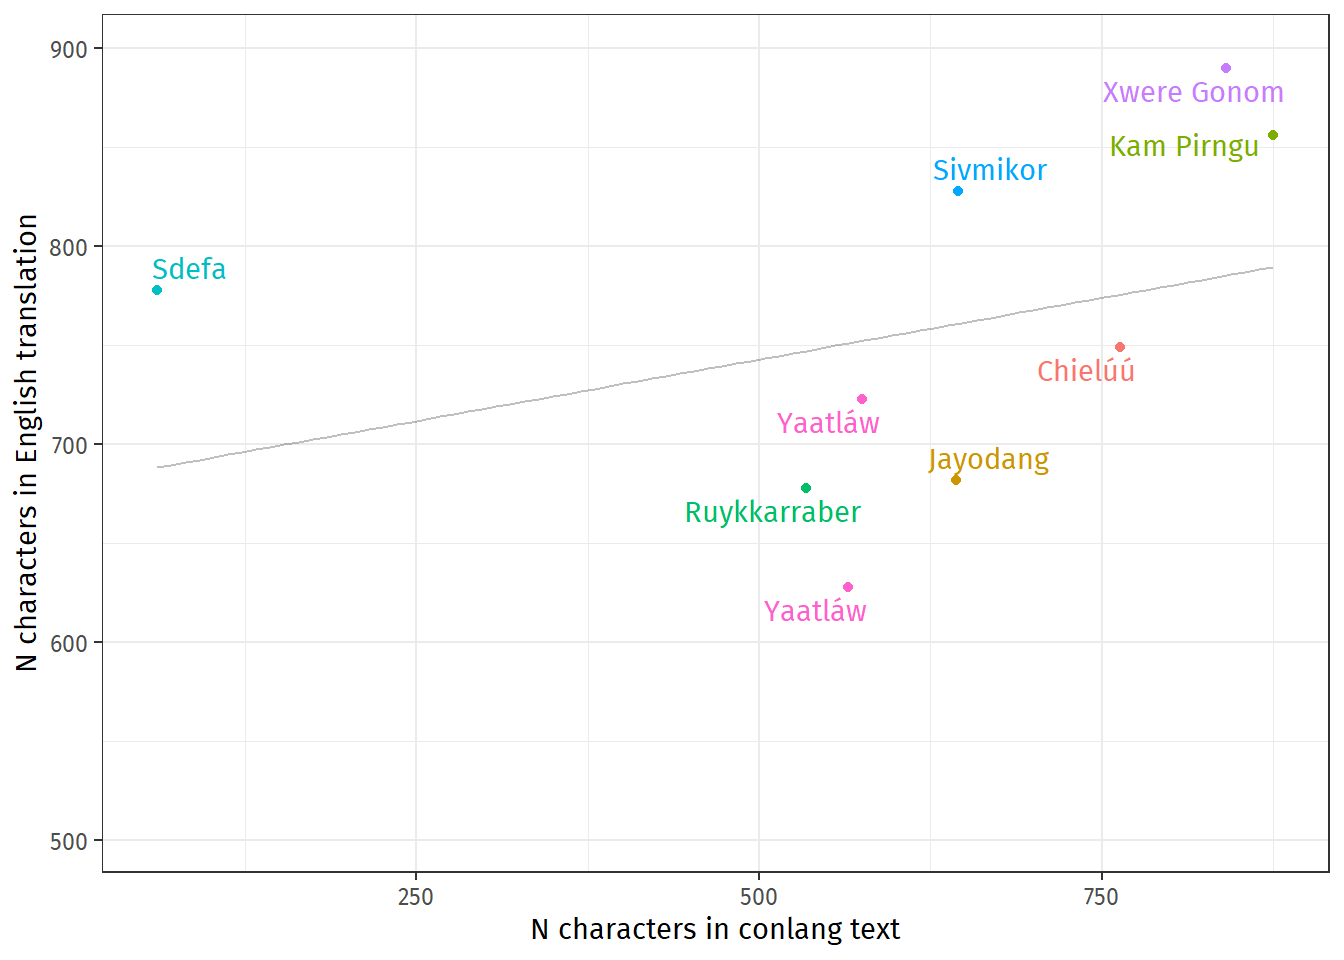 900
Xwere Gonom
Kam Pirngu
Sivmikor
800
Sdefa
Chielúú
Yaatláw
700
Jayodang
Ruykkarraber
Yaatláw
600
500
N characters in English translation
250
500
750
N characters in conlang text